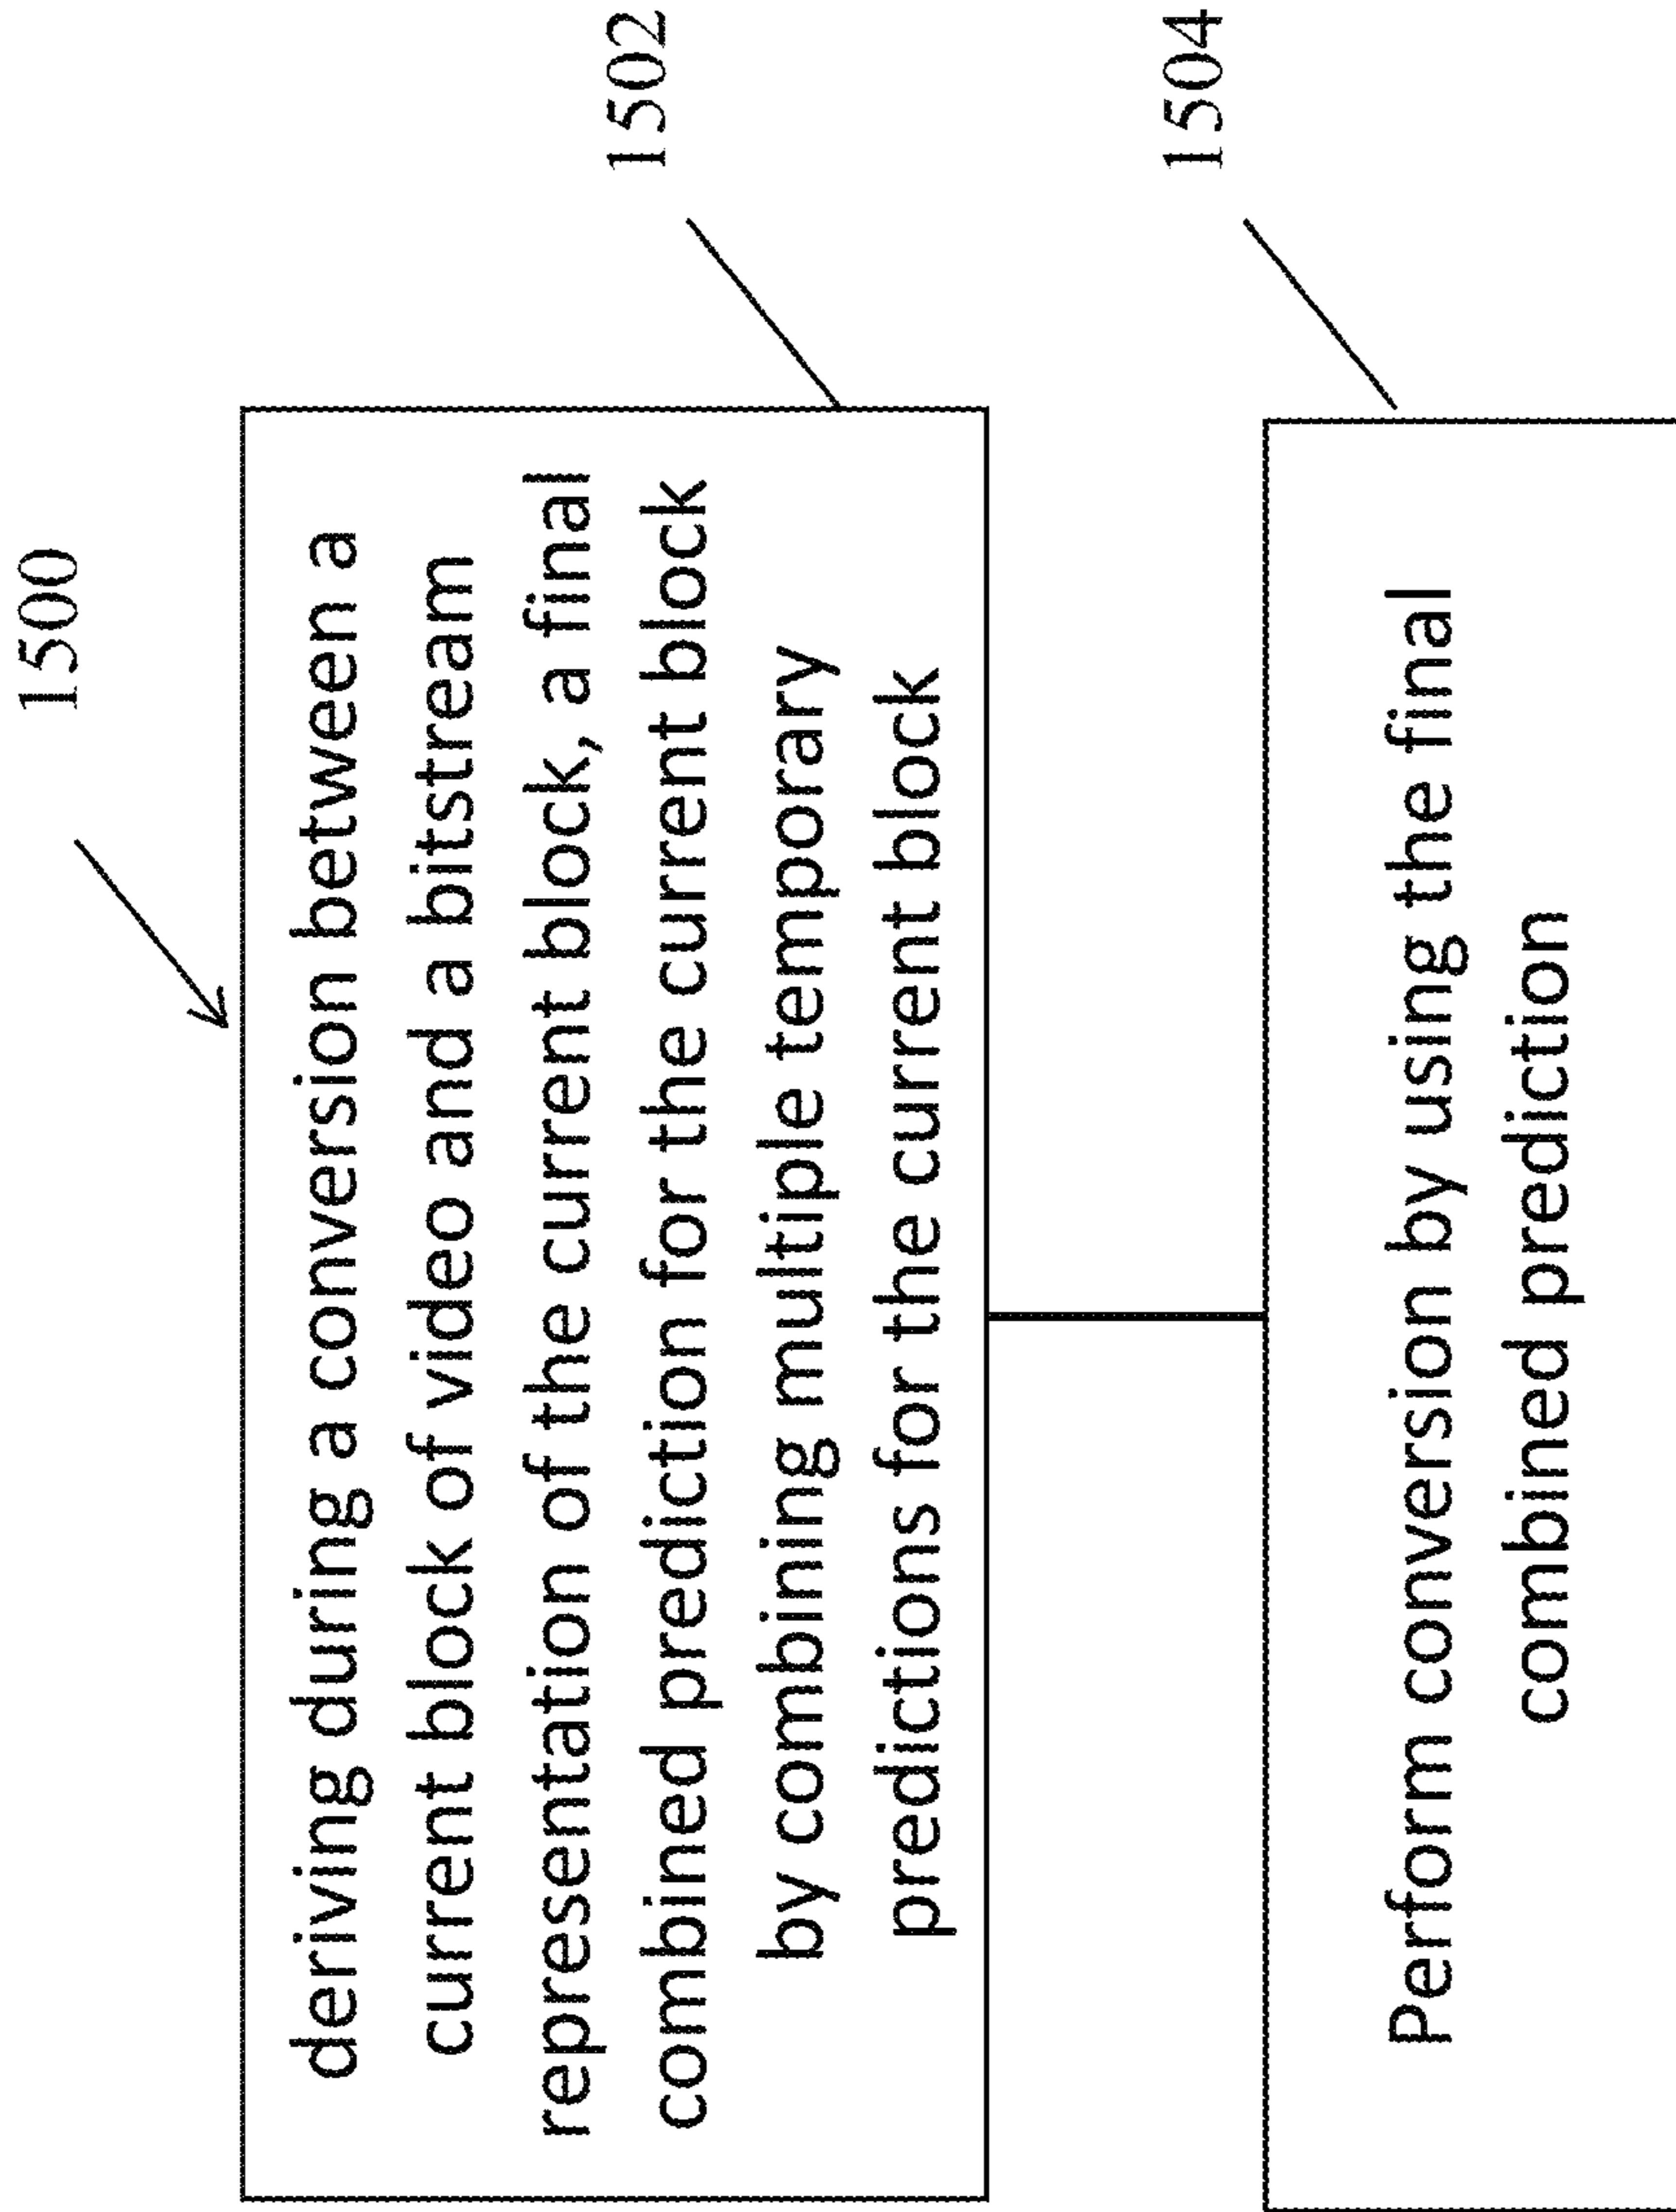 1500
deriving during a conversion between a
current block of video and a bitstream
representation of the current block, a final
combined prediction for the current block
by combining multiple temporary
predictions for the current block
1502
Perform conversion by using the final
combined prediction
1504